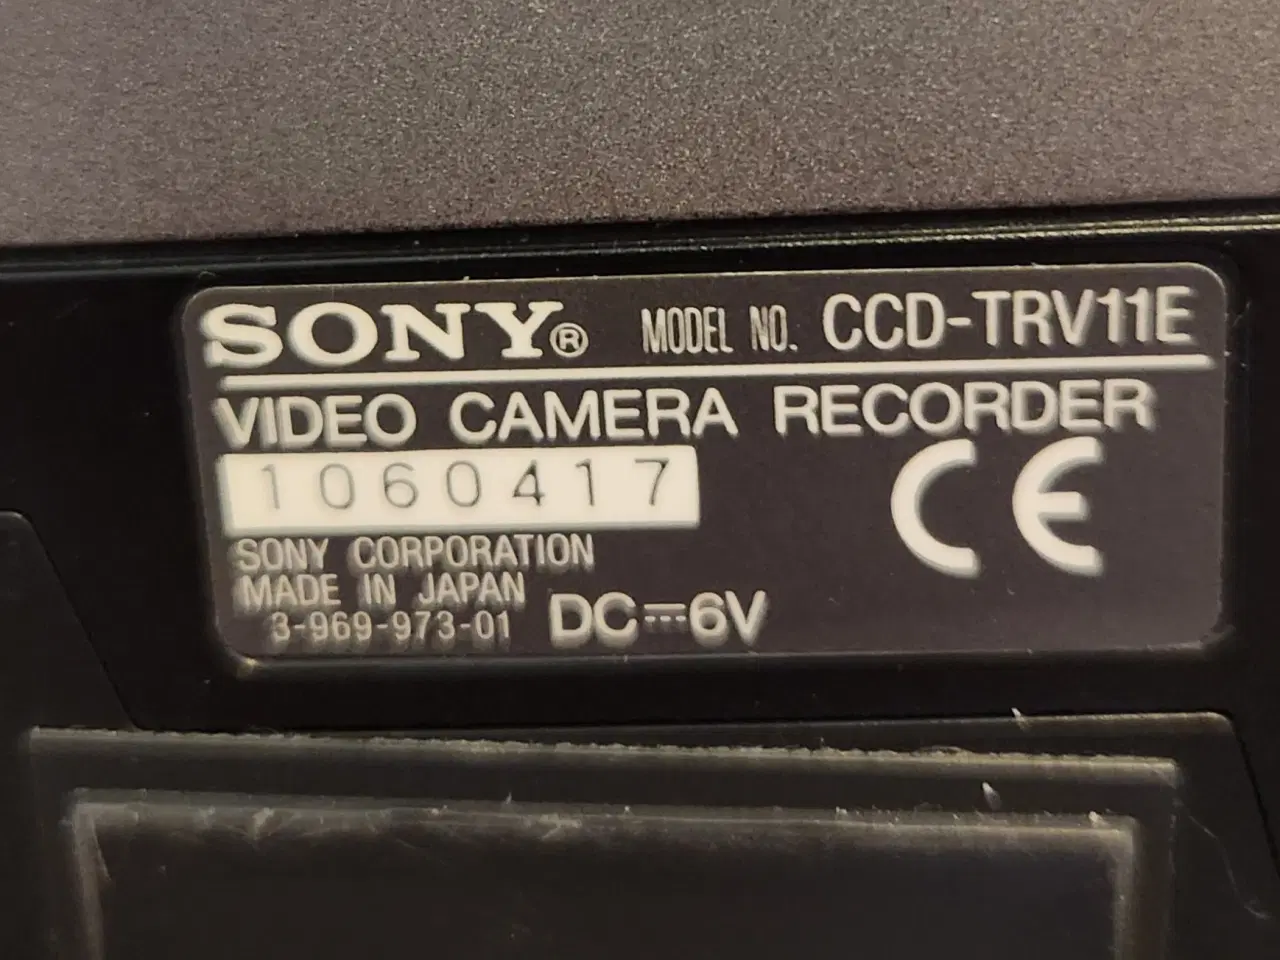 SONY® MODEL NO. CCD-TRV11E
VIDEO CAMERA RECORDER
1060417
CE
SONY CORPORATION
MADE IN JAPAN
3-969-973-01 DC⎓6V